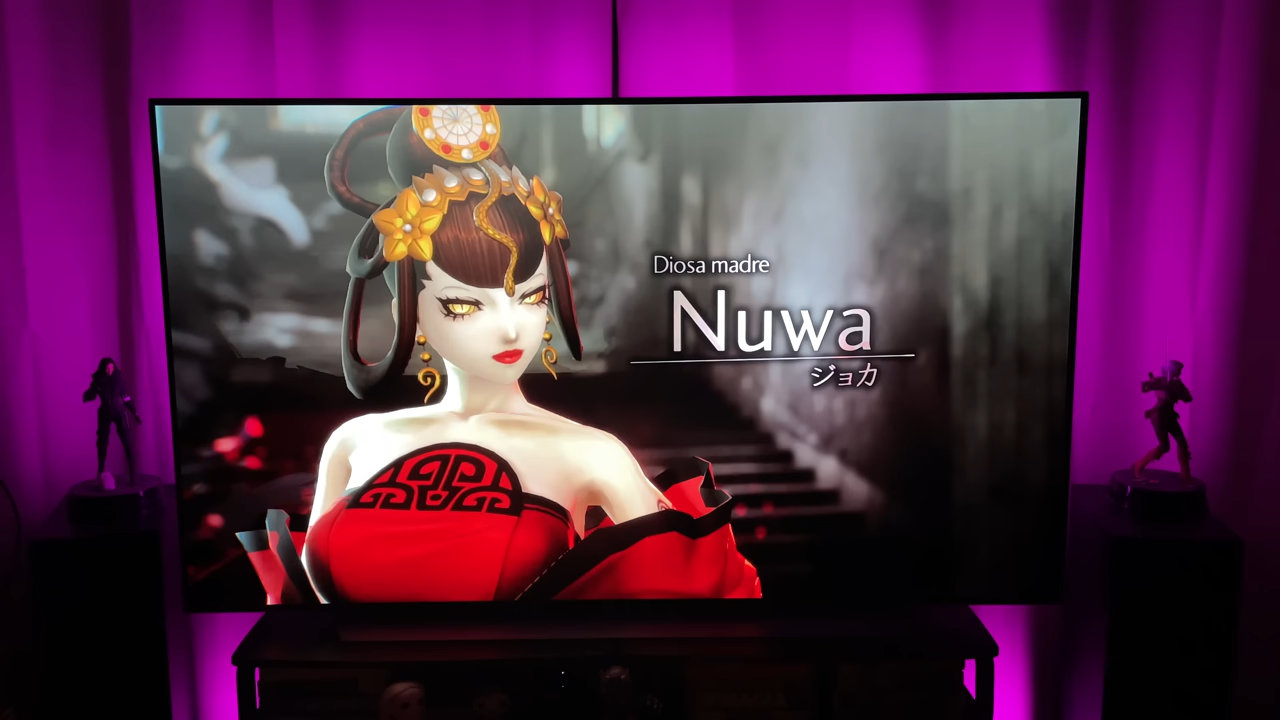 Diosa madre
Nuwa
ジョカ